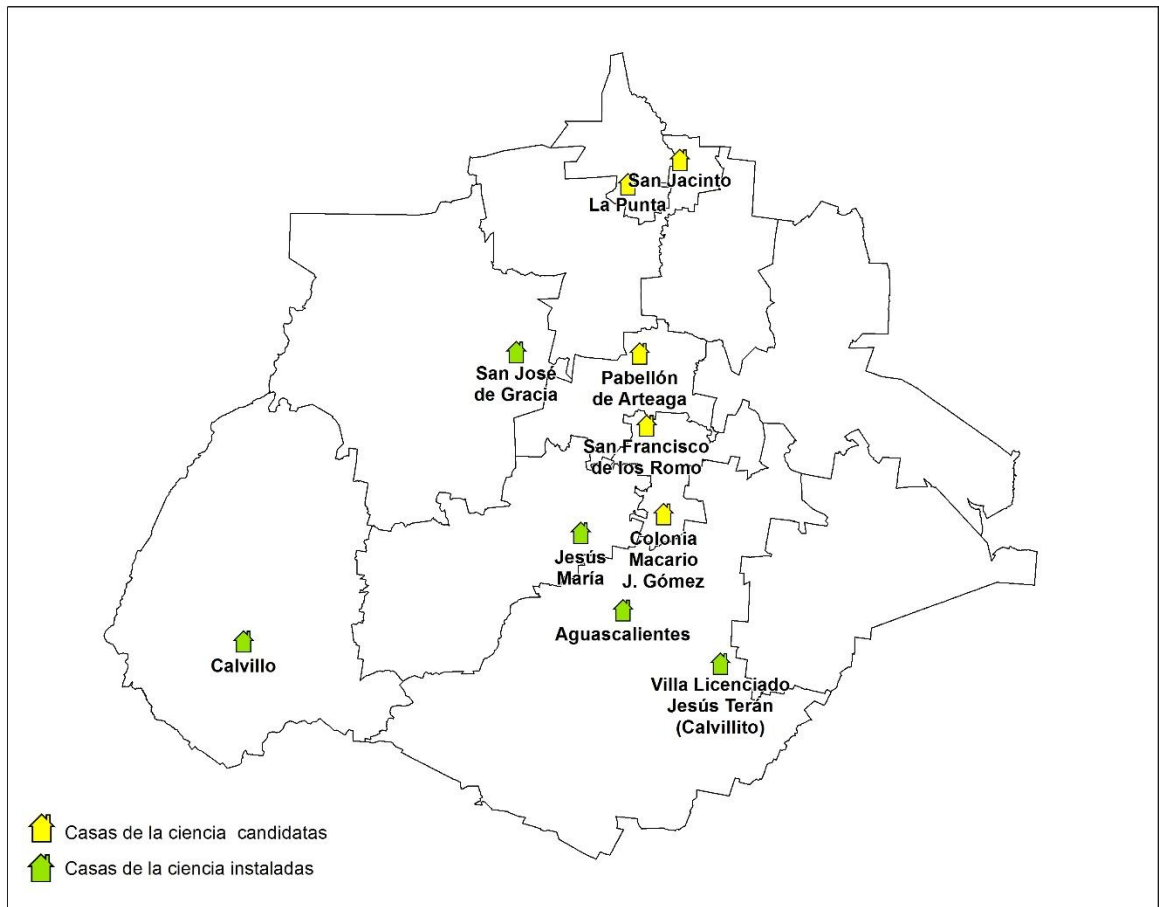 San Jacinto
La Punta
San José
de Gracia
Pabellón
de Arteaga
San Francisco
de los Romo
Colonia
Macario
J. Gómez
Jesús
María
Aguascalientes
Calvillo
Villa Licenciado
Jesús Terán
(Calvillito)
Casas de la ciencia candidatas
Casas de la ciencia instaladas